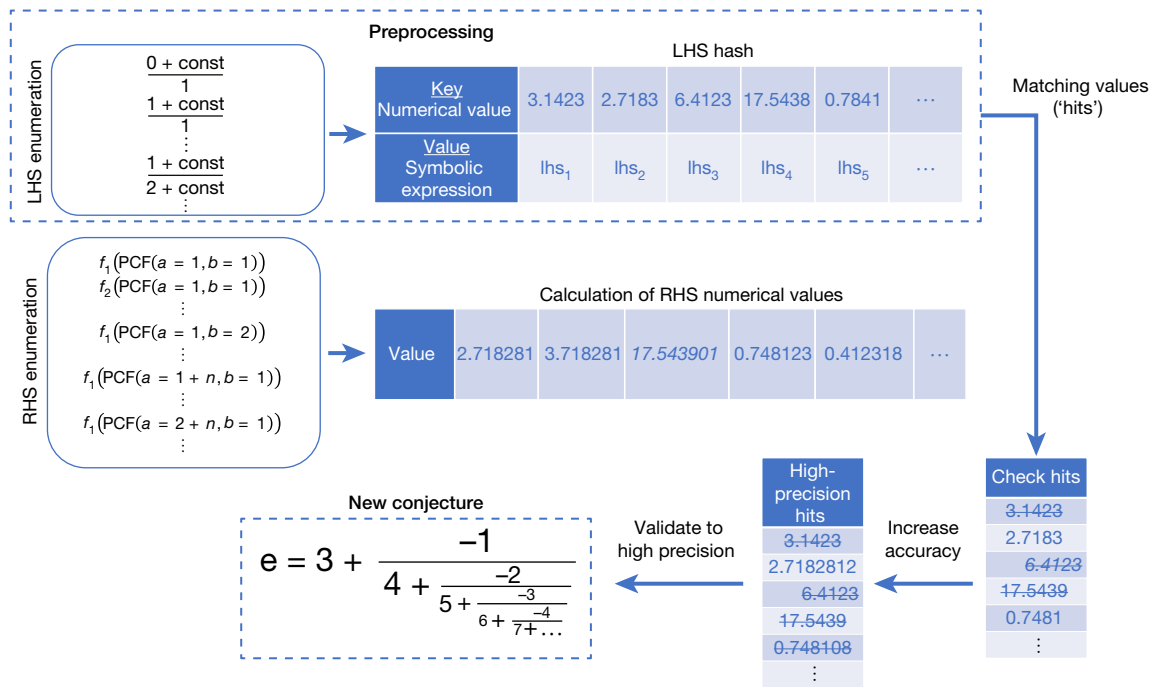 Preprocessing
LHS enumeration
0 + const
1
1 + const
1
⋮
1 + const
2 + const
⋮
LHS hash
Key
Numerical value
3.1423
2.7183
6.4123
17.5438
0.7841
...
Value
Symbolic
expression
lhs₁
lhs₂
lhs₃
lhs₄
lhs₅
...
Matching values
('hits')
RHS enumeration
f₁(PCF(a = 1, b = 1))
f₂(PCF(a = 1, b = 1))
⋮
f₁(PCF(a = 1, b = 2))
⋮
f₁(PCF(a = 1 + n, b = 1))
⋮
f₁(PCF(a = 2 + n, b = 1))
⋮
Calculation of RHS numerical values
Value
2.718281
3.718281
17.543901
0.748123
0.412318
...
Check hits
3.1423
2.7183
6.4123
17.5439
0.7481
⋮
Increase
accuracy
High-
precision
hits
3.1423
2.7182812
6.4123
17.5439
0.748108
⋮
Validate to
high precision
New conjecture
e = 3 +
−1
4 +
−2
5 +
−3
6 +
−4
7 + ...